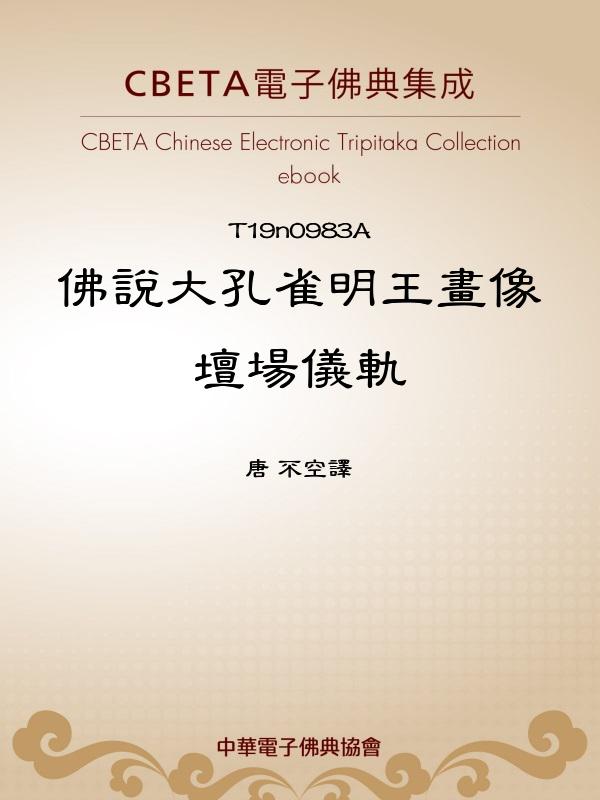 CBETA電子佛典集成
CBETA Chinese Electronic Tripitaka Collection
ebook
T19n0983A
佛說大孔雀明王畫像
壇場儀軌
唐 不空譯
中華電子佛典協會